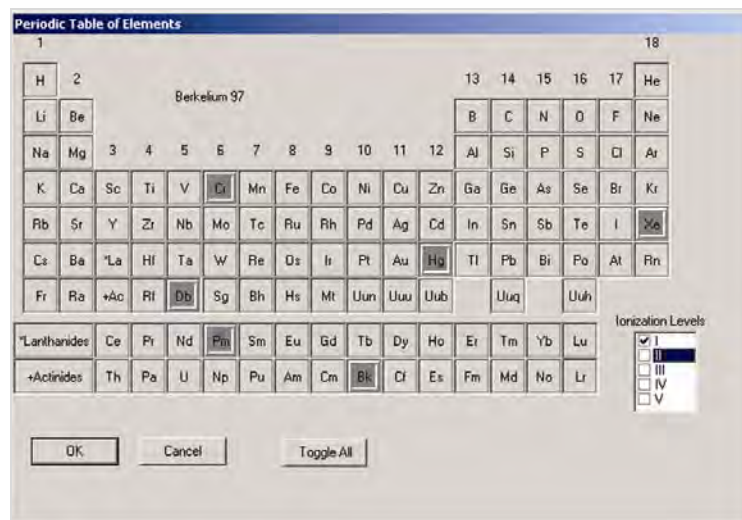 Periodic Table of Elements
1 18
H 2 13 14 15 16 17 He
Berkelium 97
Li Be B C N O F Ne
Na Mg 3 4 5 6 7 8 9 10 11 12 Al Si P S Cl Ar
K Ca Sc Ti V Cr Mn Fe Co Ni Cu Zn Ga Ge As Se Br Kr
Rb Sr Y Zr Nb Mo Tc Ru Rh Pd Ag Cd In Sn Sb Te I Xe
Cs Ba *La Hf Ta W Re Os Ir Pt Au Hg Tl Pb Bi Po At Rn
Fr Ra +Ac Rf Db Sg Bh Hs Mt Uun Uuu Uub Uuq Uuh
Ionization Levels
*Lanthanides Ce Pr Nd Pm Sm Eu Gd Tb Dy Ho Er Tm Yb Lu
+Actinides Th Pa U Np Pu Am Cm Bk Cf Es Fm Md No Lr
I
II
III
IV
V
OK Cancel Toggle All